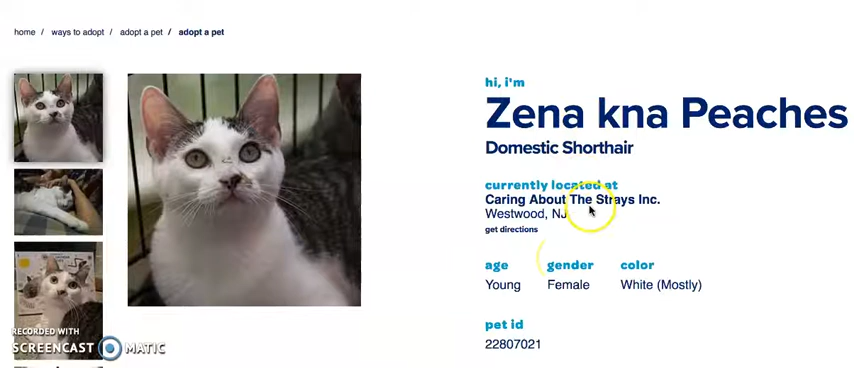 home / ways to adopt / adopt a pet / adopt a pet
hi, i'm
Zena kna Peaches
Domestic Shorthair
currently located at
Caring About The Strays Inc.
Westwood, NJ
get directions
age gender color
Young Female White (Mostly)
pet id
22807021
RECORDED WITH
SCREENCAST MATIC